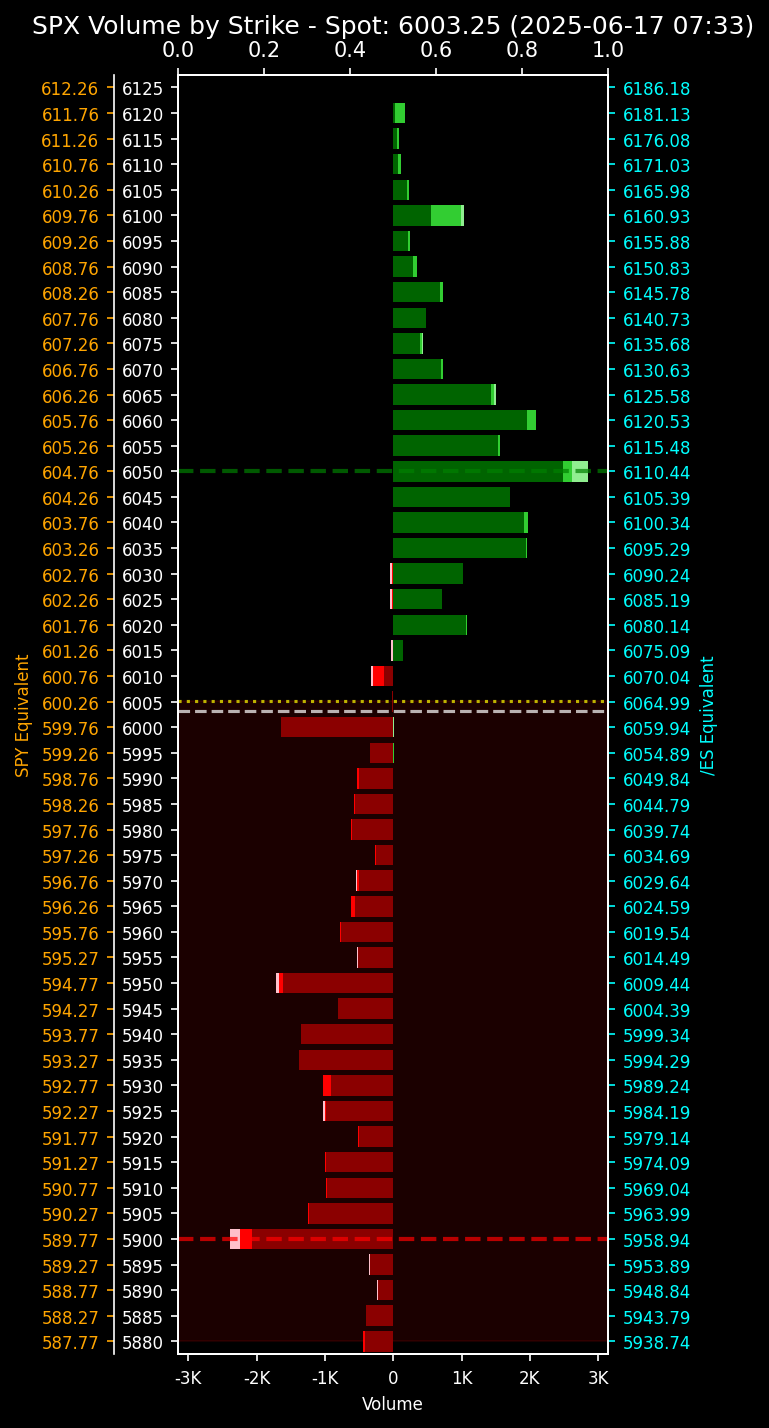 SPX Volume by Strike - Spot: 6003.25 (2025-06-17 07:33)
0.0 0.2 0.4 0.6 0.8 1.0
612.26 6125 6186.18
611.76 6120 6181.13
611.26 6115 6176.08
610.76 6110 6171.03
610.26 6105 6165.98
609.76 6100 6160.93
609.26 6095 6155.88
608.76 6090 6150.83
608.26 6085 6145.78
607.76 6080 6140.73
607.26 6075 6135.68
606.76 6070 6130.63
606.26 6065 6125.58
605.76 6060 6120.53
605.26 6055 6115.48
604.76 6050 6110.44
604.26 6045 6105.39
603.76 6040 6100.34
603.26 6035 6095.29
602.76 6030 6090.24
602.26 6025 6085.19
601.76 6020 6080.14
601.26 6015 6075.09
600.76 6010 6070.04
600.26 6005 6064.99
599.76 6000 6059.94
599.26 5995 6054.89
598.76 5990 6049.84
598.26 5985 6044.79
597.76 5980 6039.74
597.26 5975 6034.69
596.76 5970 6029.64
596.26 5965 6024.59
595.76 5960 6019.54
595.27 5955 6014.49
594.77 5950 6009.44
594.27 5945 6004.39
593.77 5940 5999.34
593.27 5935 5994.29
592.77 5930 5989.24
592.27 5925 5984.19
591.77 5920 5979.14
591.27 5915 5974.09
590.77 5910 5969.04
590.27 5905 5963.99
589.77 5900 5958.94
589.27 5895 5953.89
588.77 5890 5948.84
588.27 5885 5943.79
587.77 5880 5938.74
SPY Equivalent
/ES Equivalent
-3K -2K -1K 0 1K 2K 3K
Volume